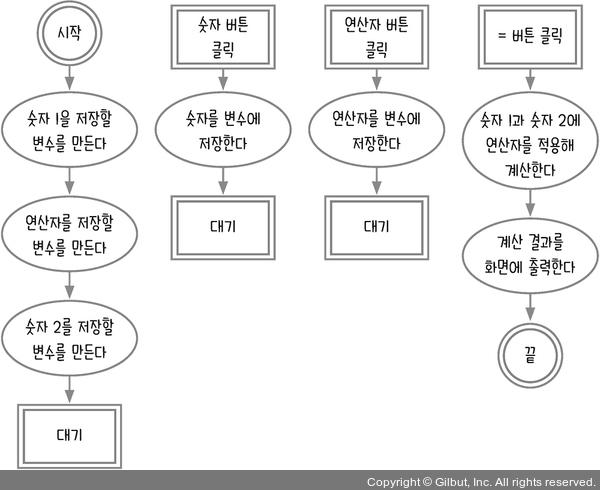 시작
숫자 1을 저장할
변수를 만든다
연산자를 저장할
변수를 만든다
숫자 2를 저장할
변수를 만든다
대기
숫자 버튼
클릭
숫자를 변수에
저장한다
대기
연산자 버튼
클릭
연산자를 변수에
저장한다
대기
= 버튼 클릭
숫자 1과 숫자 2에
연산자를 적용해
계산한다
계산 결과를
화면에 출력한다
끝
Copyright © Gilbut, Inc. All rights reserved.